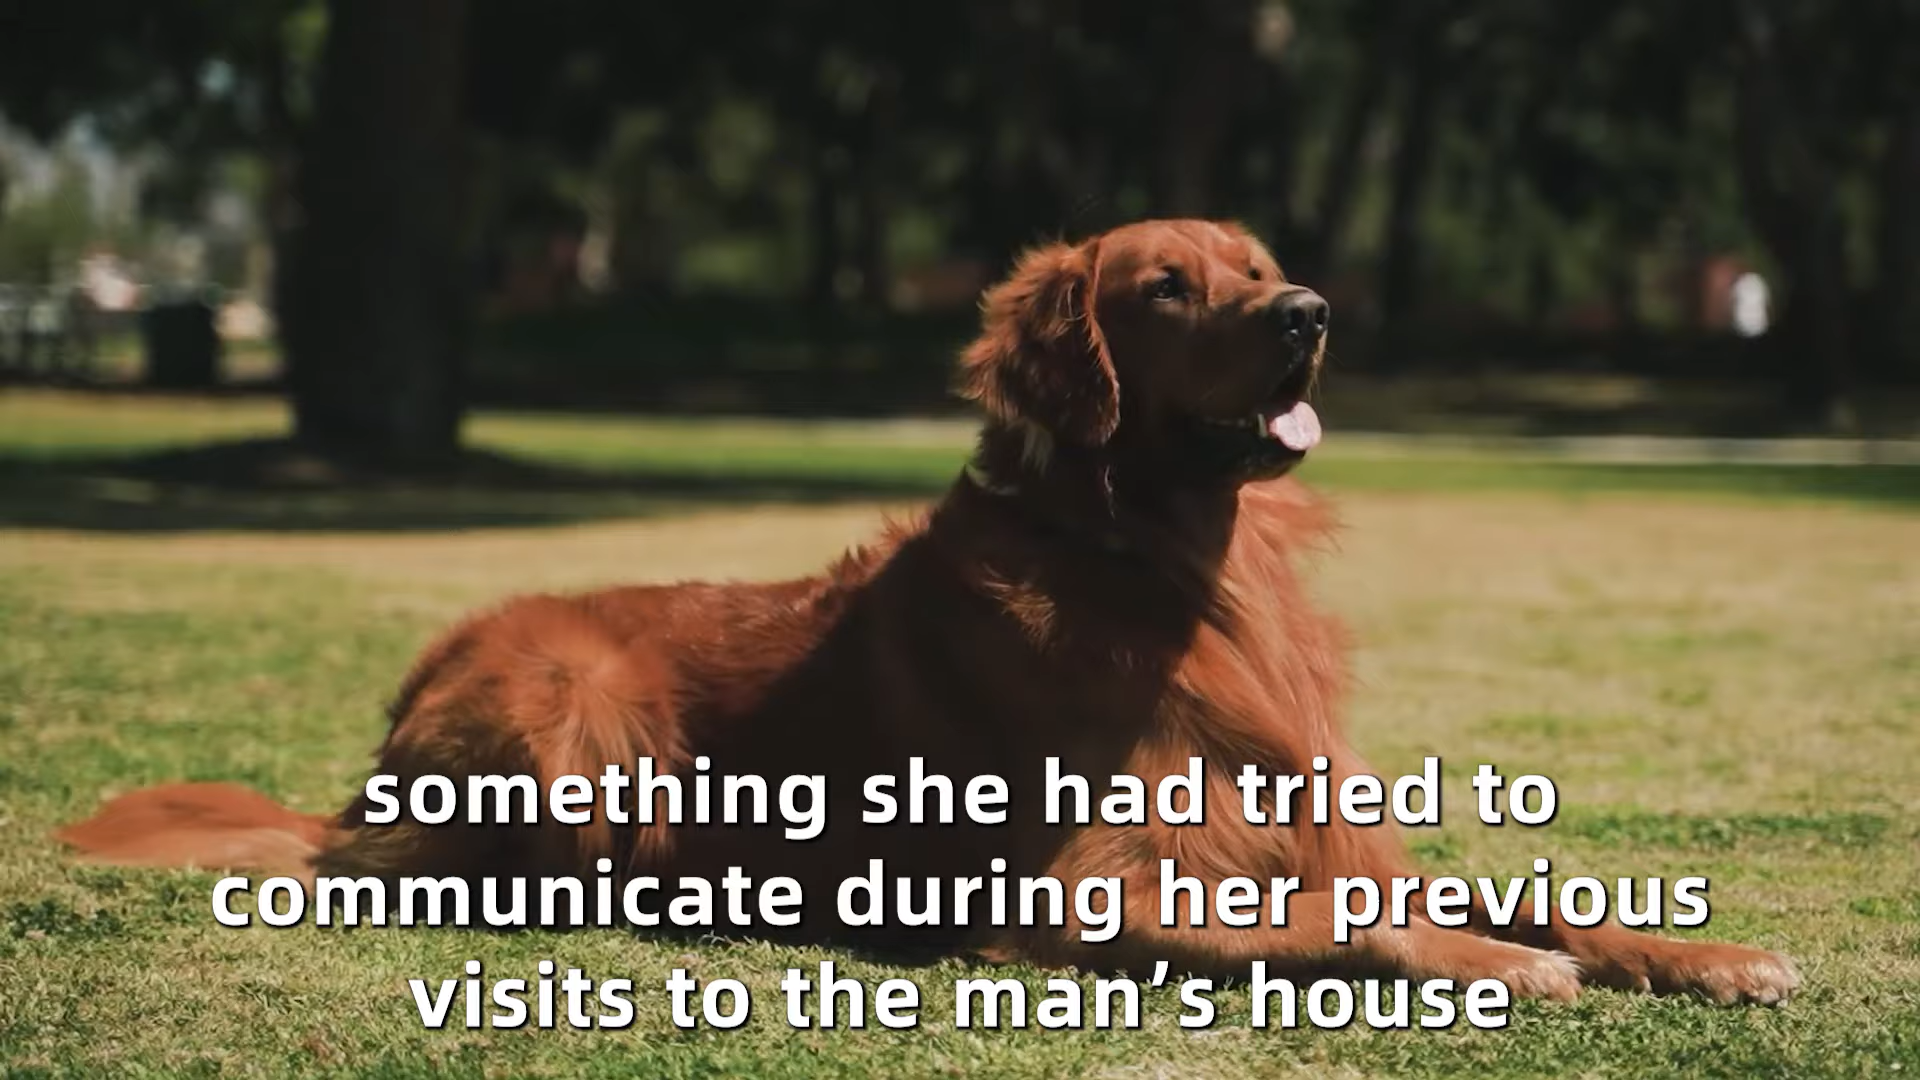 something she had tried to
communicate during her previous
visits to the man’s house